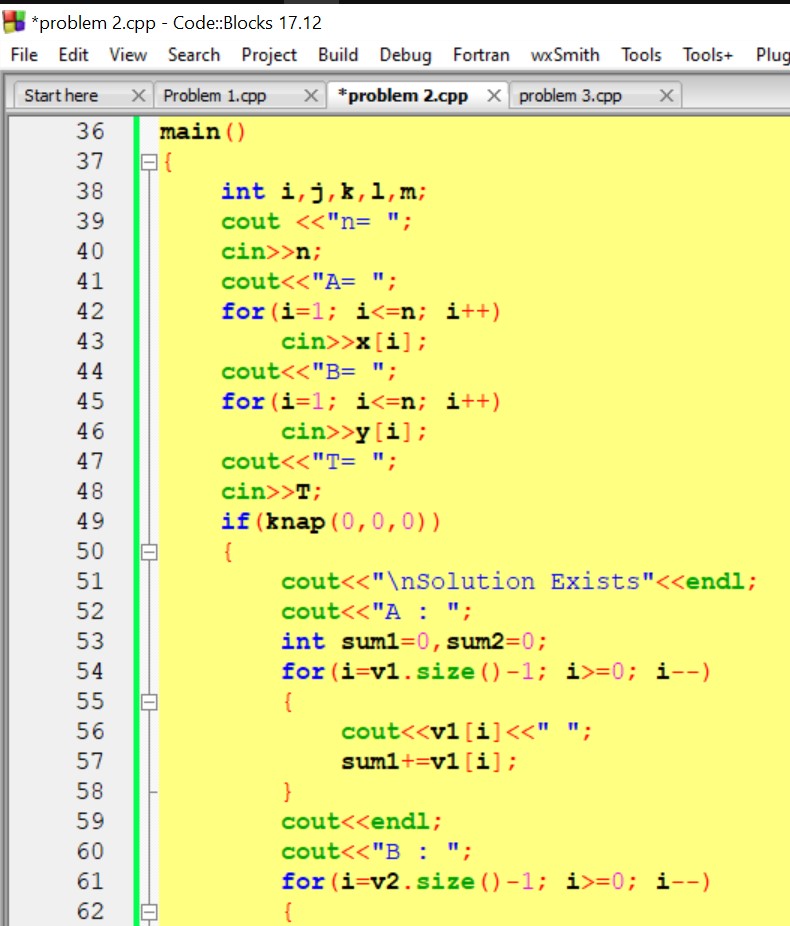 *problem 2.cpp - Code::Blocks 17.12
File Edit View Search Project Build Debug Fortran wxSmith Tools Tools+ Plug
Start here Problem 1.cpp *problem 2.cpp problem 3.cpp
36 main()
37 {
38 int i,j,k,l,m;
39 cout <<"n= ";
40 cin>>n;
41 cout<<"A= ";
42 for(i=1; i<=n; i++)
43 cin>>x[i];
44 cout<<"B= ";
45 for(i=1; i<=n; i++)
46 cin>>y[i];
47 cout<<"T= ";
48 cin>>T;
49 if(knap(0,0,0))
50 {
51 cout<<"\nSolution Exists"<<endl;
52 cout<<"A : ";
53 int sum1=0,sum2=0;
54 for(i=v1.size()-1; i>=0; i--)
55 {
56 cout<<v1[i]<<" ";
57 sum1+=v1[i];
58 }
59 cout<<endl;
60 cout<<"B : ";
61 for(i=v2.size()-1; i>=0; i--)
62 {